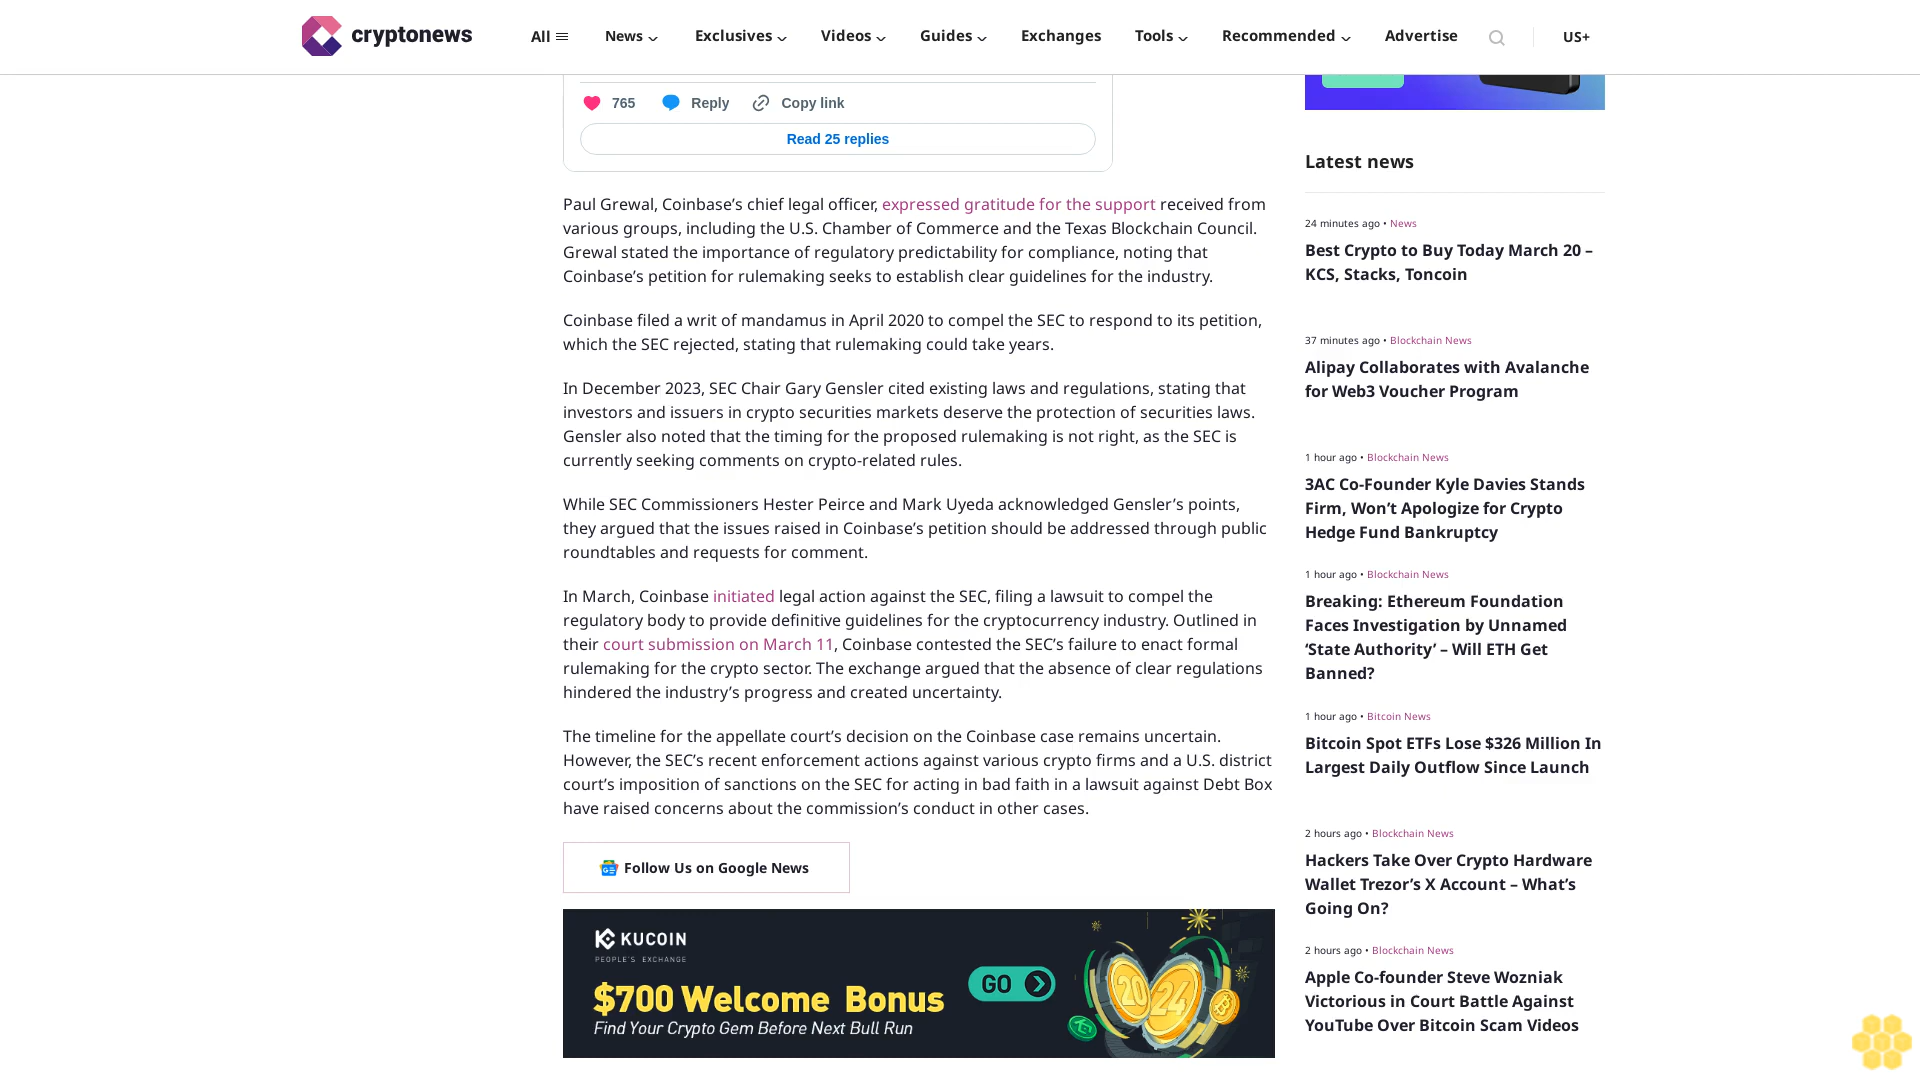 cryptonews
All
News
Exclusives
Videos
Guides
Exchanges
Tools
Recommended
Advertise
US+
765
Reply
Copy link
Read 25 replies
Paul Grewal, Coinbase’s chief legal officer, expressed gratitude for the support received from
various groups, including the U.S. Chamber of Commerce and the Texas Blockchain Council.
Grewal stated the importance of regulatory predictability for compliance, noting that
Coinbase’s petition for rulemaking seeks to establish clear guidelines for the industry.
Coinbase filed a writ of mandamus in April 2020 to compel the SEC to respond to its petition,
which the SEC rejected, stating that rulemaking could take years.
In December 2023, SEC Chair Gary Gensler cited existing laws and regulations, stating that
investors and issuers in crypto securities markets deserve the protection of securities laws.
Gensler also noted that the timing for the proposed rulemaking is not right, as the SEC is
currently seeking comments on crypto-related rules.
While SEC Commissioners Hester Peirce and Mark Uyeda acknowledged Gensler’s points,
they argued that the issues raised in Coinbase’s petition should be addressed through public
roundtables and requests for comment.
In March, Coinbase initiated legal action against the SEC, filing a lawsuit to compel the
regulatory body to provide definitive guidelines for the cryptocurrency industry. Outlined in
their court submission on March 11, Coinbase contested the SEC’s failure to enact formal
rulemaking for the crypto sector. The exchange argued that the absence of clear regulations
hindered the industry’s progress and created uncertainty.
The timeline for the appellate court’s decision on the Coinbase case remains uncertain.
However, the SEC’s recent enforcement actions against various crypto firms and a U.S. district
court’s imposition of sanctions on the SEC for acting in bad faith in a lawsuit against Debt Box
have raised concerns about the commission’s conduct in other cases.
Follow Us on Google News
KUCOIN
PEOPLE'S EXCHANGE
$700 Welcome Bonus
Find Your Crypto Gem Before Next Bull Run
GO
20
24
Latest news
24 minutes ago • News
Best Crypto to Buy Today March 20 –
KCS, Stacks, Toncoin
37 minutes ago • Blockchain News
Alipay Collaborates with Avalanche
for Web3 Voucher Program
1 hour ago • Blockchain News
3AC Co-Founder Kyle Davies Stands
Firm, Won’t Apologize for Crypto
Hedge Fund Bankruptcy
1 hour ago • Blockchain News
Breaking: Ethereum Foundation
Faces Investigation by Unnamed
‘State Authority’ – Will ETH Get
Banned?
1 hour ago • Bitcoin News
Bitcoin Spot ETFs Lose $326 Million In
Largest Daily Outflow Since Launch
2 hours ago • Blockchain News
Hackers Take Over Crypto Hardware
Wallet Trezor’s X Account – What’s
Going On?
2 hours ago • Blockchain News
Apple Co-founder Steve Wozniak
Victorious in Court Battle Against
YouTube Over Bitcoin Scam Videos